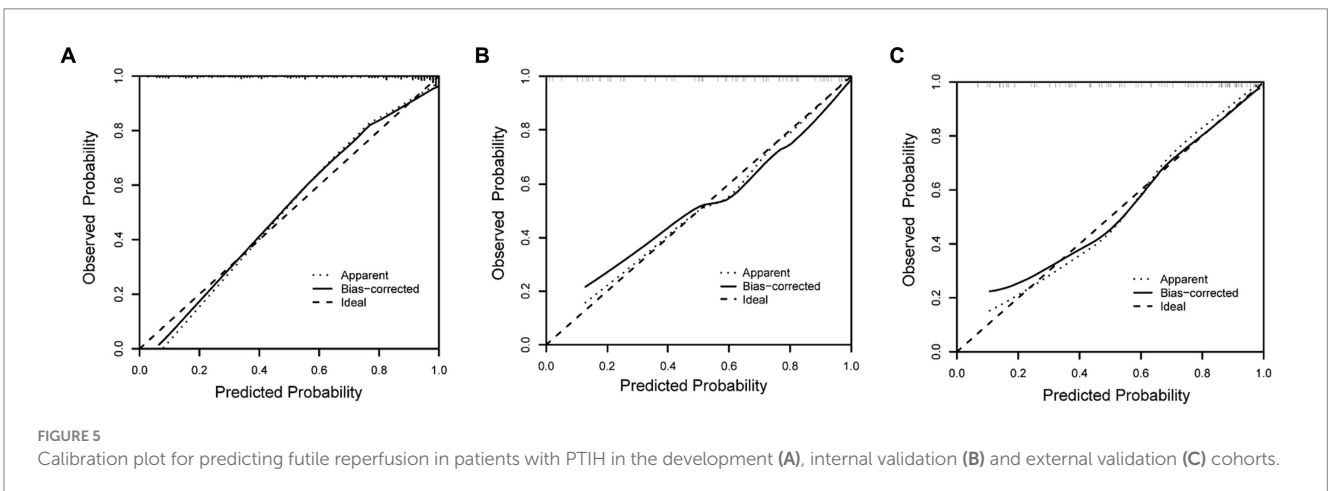 A
Observed Probability
0.0 0.2 0.4 0.6 0.8 1.0
Apparent
Bias-corrected
Ideal
0.0 0.2 0.4 0.6 0.8 1.0
Predicted Probability
B
Observed Probability
0.0 0.2 0.4 0.6 0.8 1.0
Apparent
Bias-corrected
Ideal
0.0 0.2 0.4 0.6 0.8 1.0
Predicted Probability
C
Observed Probability
0.0 0.2 0.4 0.6 0.8 1.0
Apparent
Bias-corrected
Ideal
0.0 0.2 0.4 0.6 0.8 1.0
Predicted Probability
FIGURE 5
Calibration plot for predicting futile reperfusion in patients with PTIH in the development (A), internal validation (B) and external validation (C) cohorts.